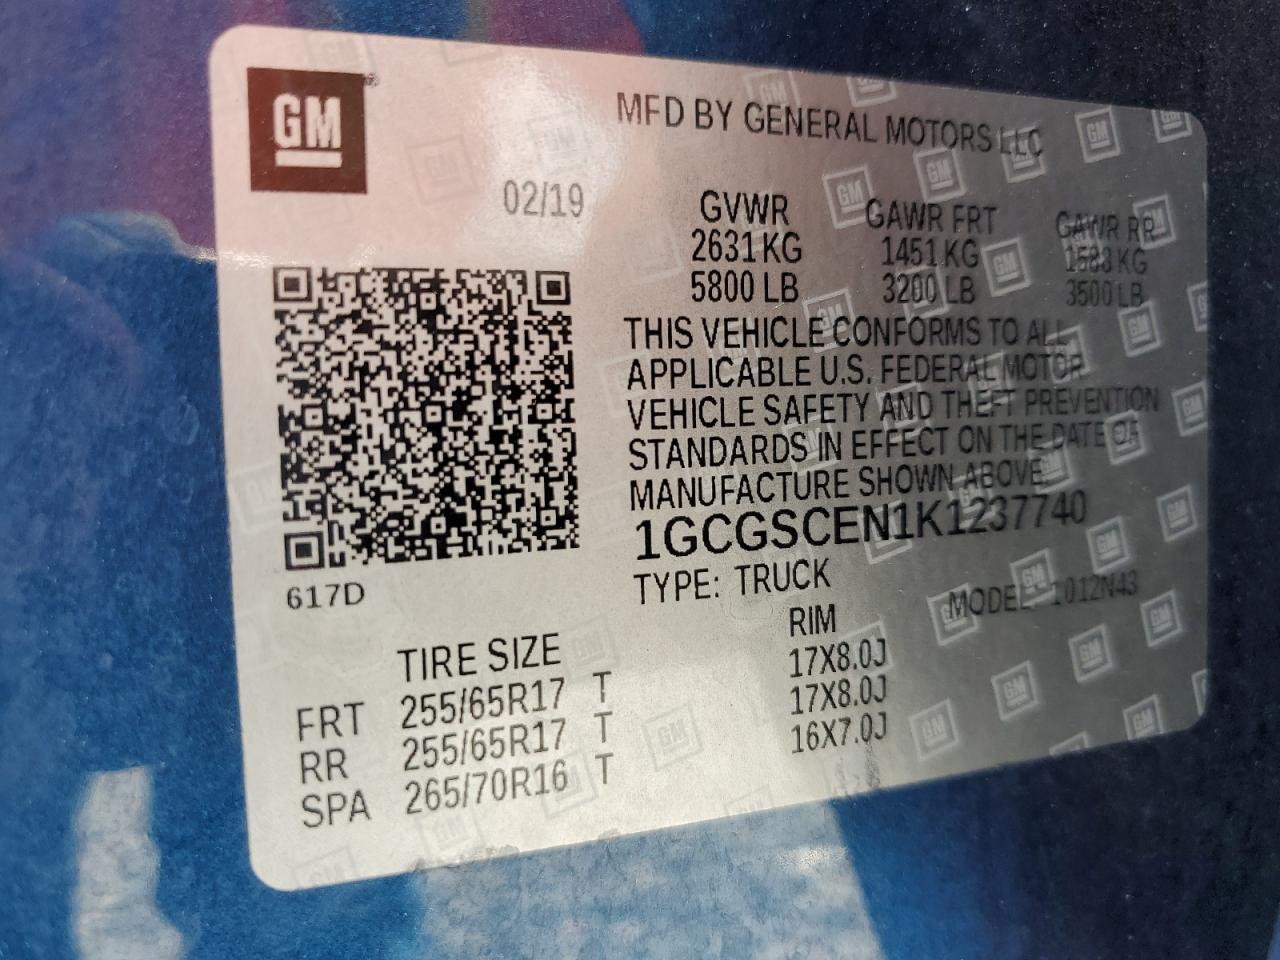 GM
MFD BY GENERAL MOTORS LLC
02/19
GVWR GAWR FRT GAWR RR
2631 KG 1451 KG 1588 KG
5800 LB 3200 LB 3500 LB
THIS VEHICLE CONFORMS TO ALL
APPLICABLE U.S. FEDERAL MOTOR
VEHICLE SAFETY AND THEFT PREVENTION
STANDARDS IN EFFECT ON THE DATE OF
MANUFACTURE SHOWN ABOVE.
1GCGSCEN1K1237740
617D
TYPE: TRUCK MODEL: 1012N43
TIRE SIZE RIM
FRT 255/65R17 T 17X8.0J
RR 255/65R17 T 17X8.0J
SPA 265/70R16 T 16X7.0J